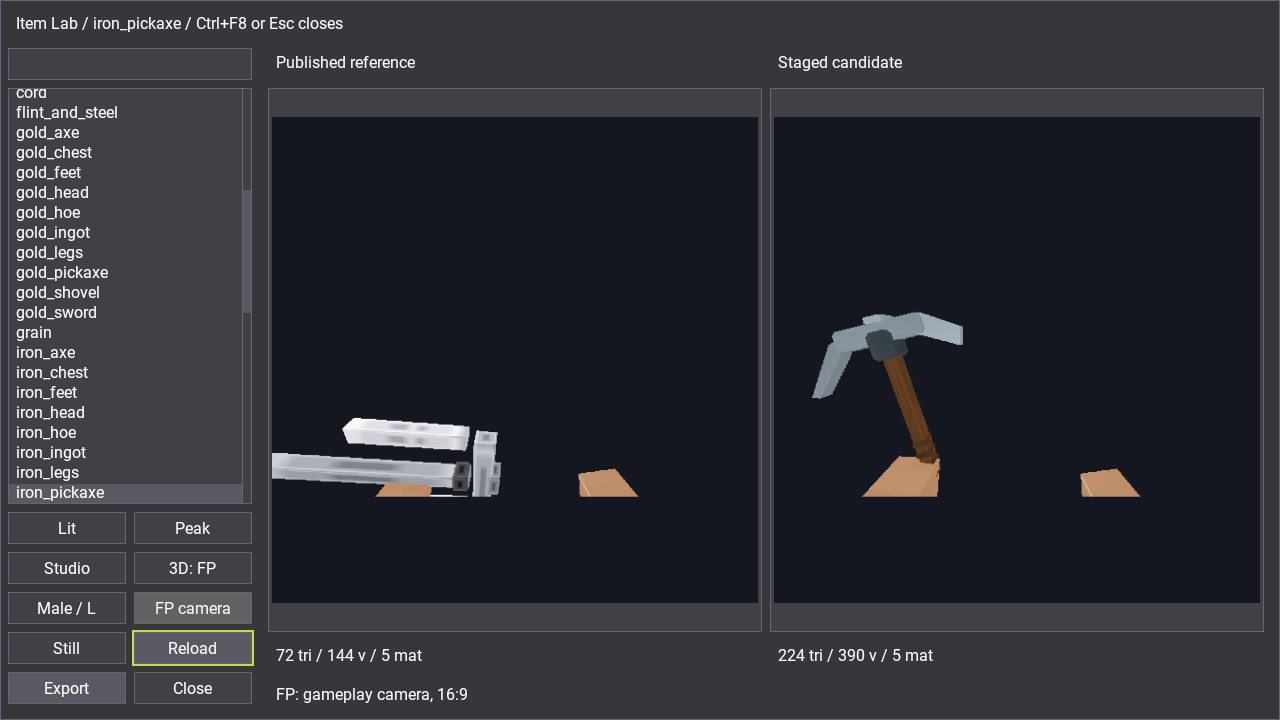 Item Lab / iron_pickaxe / Ctrl+F8 or Esc closes
Published reference
Staged candidate
cord
flint_and_steel
gold_axe
gold_chest
gold_feet
gold_head
gold_hoe
gold_ingot
gold_legs
gold_pickaxe
gold_shovel
gold_sword
grain
iron_axe
iron_chest
iron_feet
iron_head
iron_hoe
iron_ingot
iron_legs
iron_pickaxe
Lit
Peak
Studio
3D: FP
Male / L
FP camera
Still
Reload
Export
Close
72 tri / 144 v / 5 mat
224 tri / 390 v / 5 mat
FP: gameplay camera, 16:9